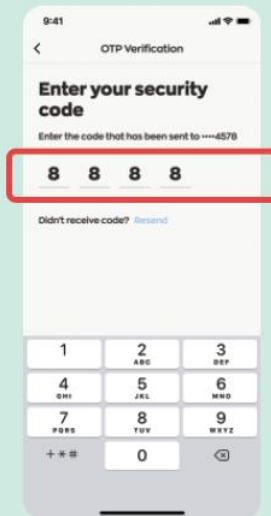 9:41
OTP Verification
Enter your security
code
Enter the code that has been sent to ····4578
8 8 8 8
Didn't receive code? Resend
1 2 3
ABC DEF
4 5 6
GHI JKL MNO
7 8 9
PQRS TUV WXYZ
+*# 0